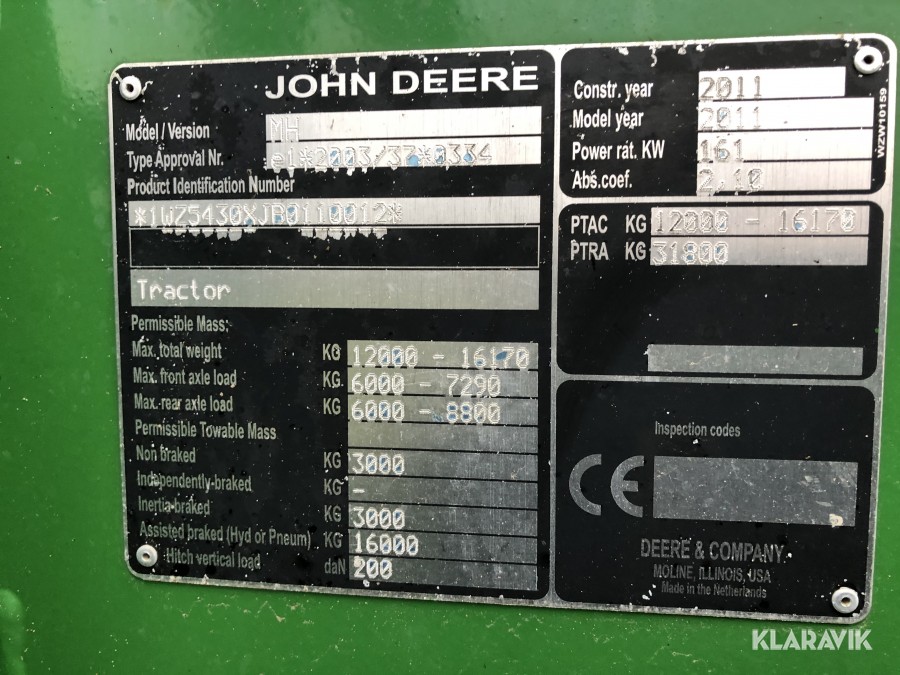 JOHN DEERE
Model / Version MH
Type Approval Nr. e1*2003/37*0334
Product Identification Number
*1WZ5430XJB0110012*
Tractor
Permissible Mass:
Max. total weight KG 12000 - 16170
Max. front axle load KG 6000 - 7290
Max. rear axle load KG 6000 - 8800
Permissible Towable Mass
Non braked KG 3000
Independently-braked KG -
Inertia-braked KG 3000
Assisted braked (Hyd or Pneum) KG 16000
Hitch vertical load daN 200
Constr. year 2011
Model year 2011
Power rat. KW 161
Abs.coef. 2,10
WZW10159
PTAC KG 12000 - 16170
PTRA KG 31800
Inspection codes
CE
DEERE & COMPANY
MOLINE, ILLINOIS, USA
Made in the Netherlands
KLARAVIK